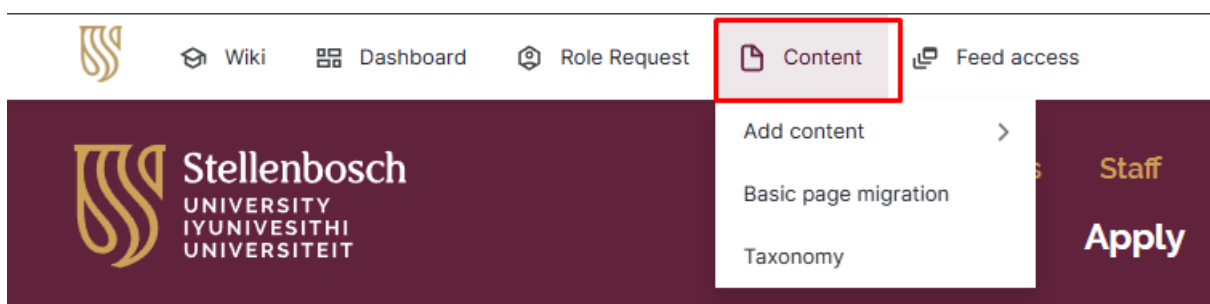 Wiki Dashboard Role Request Content Feed access
Add content
Basic page migration
Taxonomy
Stellenbosch
UNIVERSITY
IYUNIVESITHI
UNIVERSITEIT
Staff
Apply